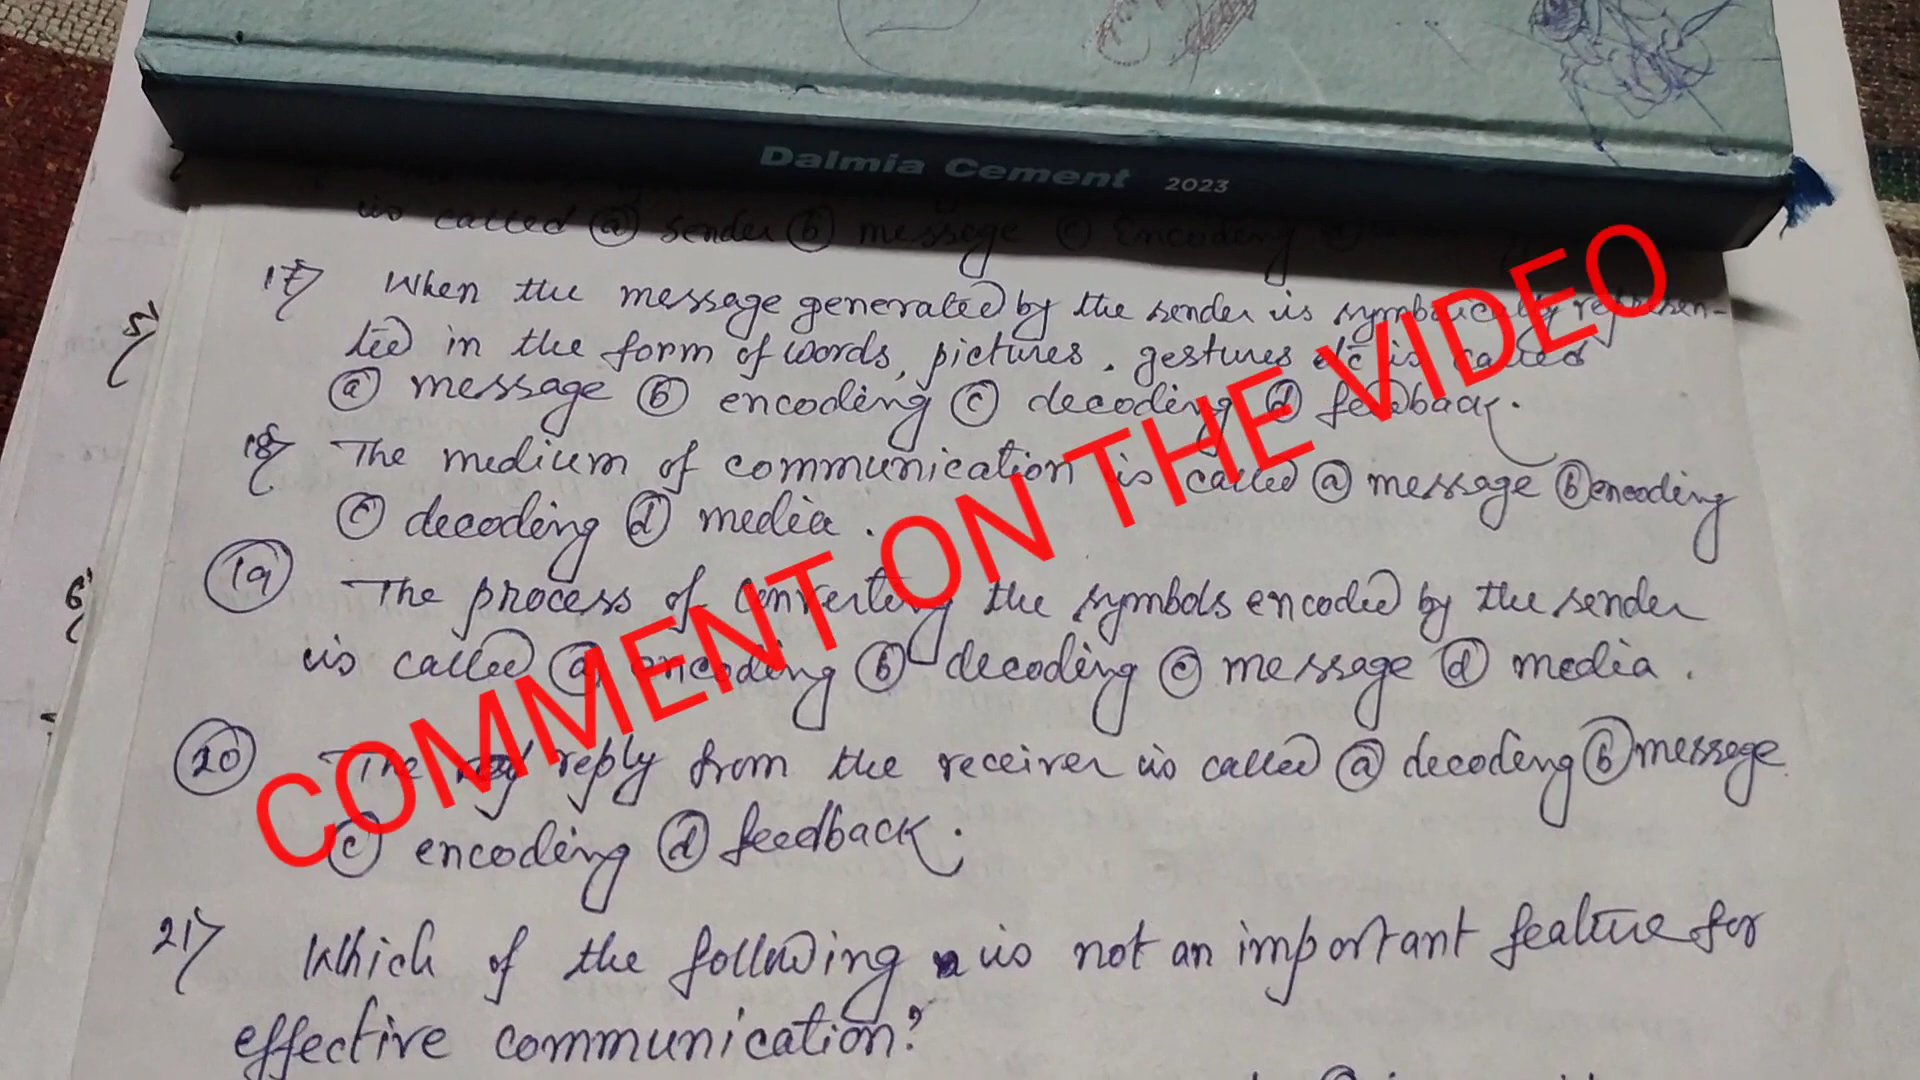 Dalmia Cement 2023
is called (a) sender (b) messege (c) Encoding
17) When the message generated by the sender is symbolically represen-
ted in the form of words, pictures, gestures etc is called
(a) message (b) encoding (c) decoding (d) feedback.
5)
18) The medium of communication is called (a) message (b) encoding
(c) decoding (d) media.
19 The process of converting the symbols encoded by the sender
is called (a) encoding (b) decoding (c) message (d) media.
6)
20 The reply from the receiver is called (a) decoding (b) messege
(c) encoding (d) feedback.
21) Which of the following is not an important feature for
effective communication?
COMMENT ON THE VIDEO